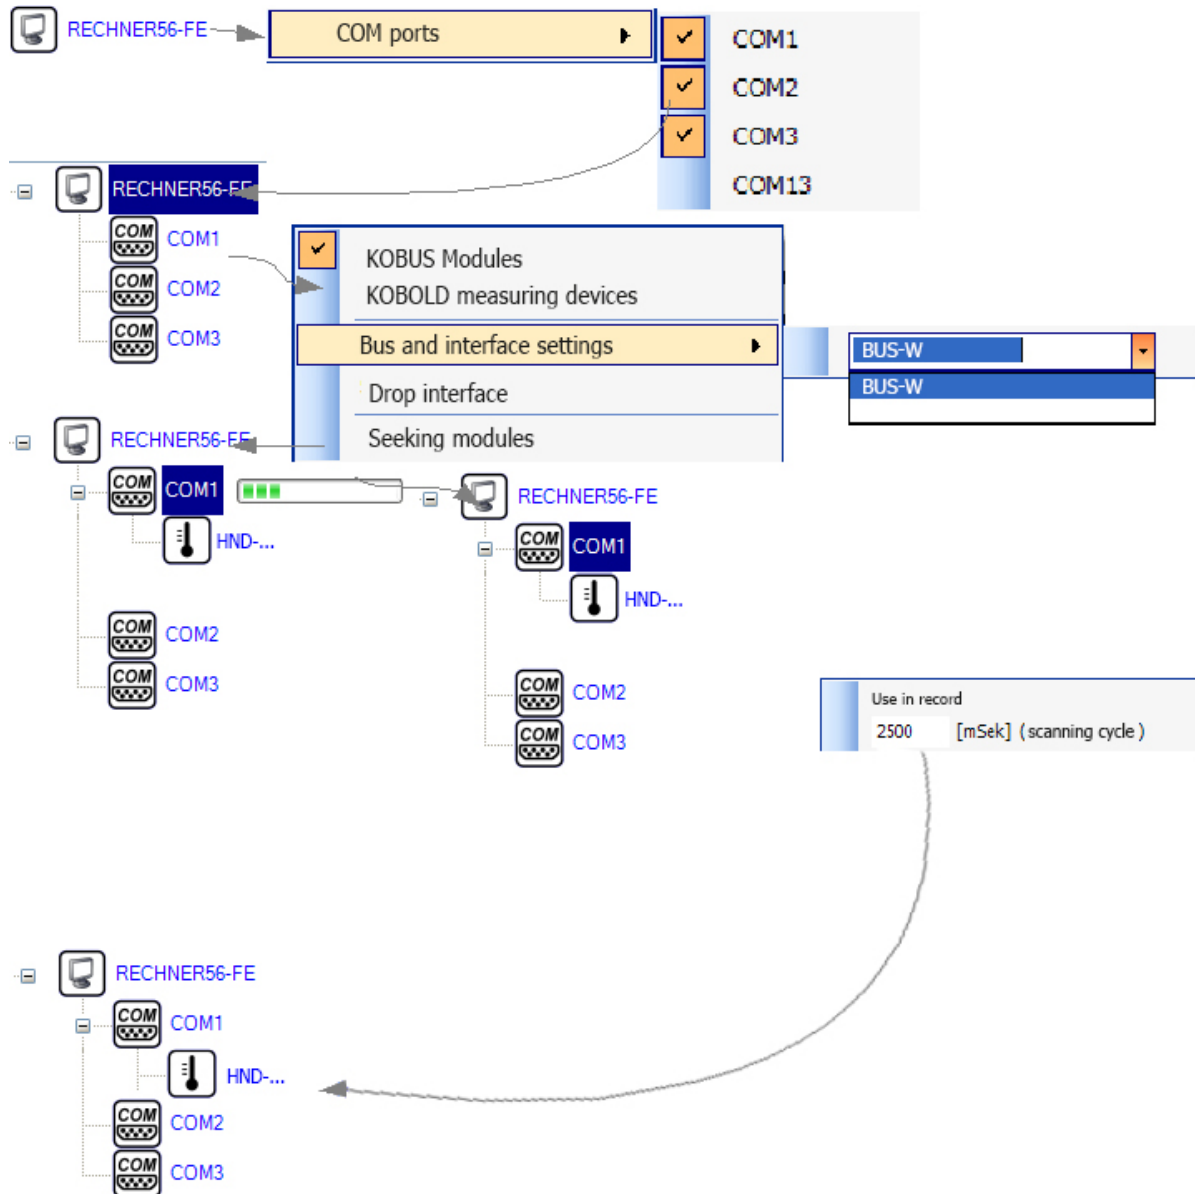 RECHNER56-FE
COM ports
COM1
COM2
COM3
COM13
RECHNER56-FE
COM COM1
COM COM2
COM COM3
KOBUS Modules
KOBOLD measuring devices
Bus and interface settings
Drop interface
Seeking modules
BUS-W
BUS-W
RECHNER56-FE
COM COM1
HND-...
COM COM2
COM COM3
RECHNER56-FE
COM COM1
HND-...
COM COM2
COM COM3
Use in record
2500 [mSek] (scanning cycle)
RECHNER56-FE
COM COM1
HND-...
COM COM2
COM COM3